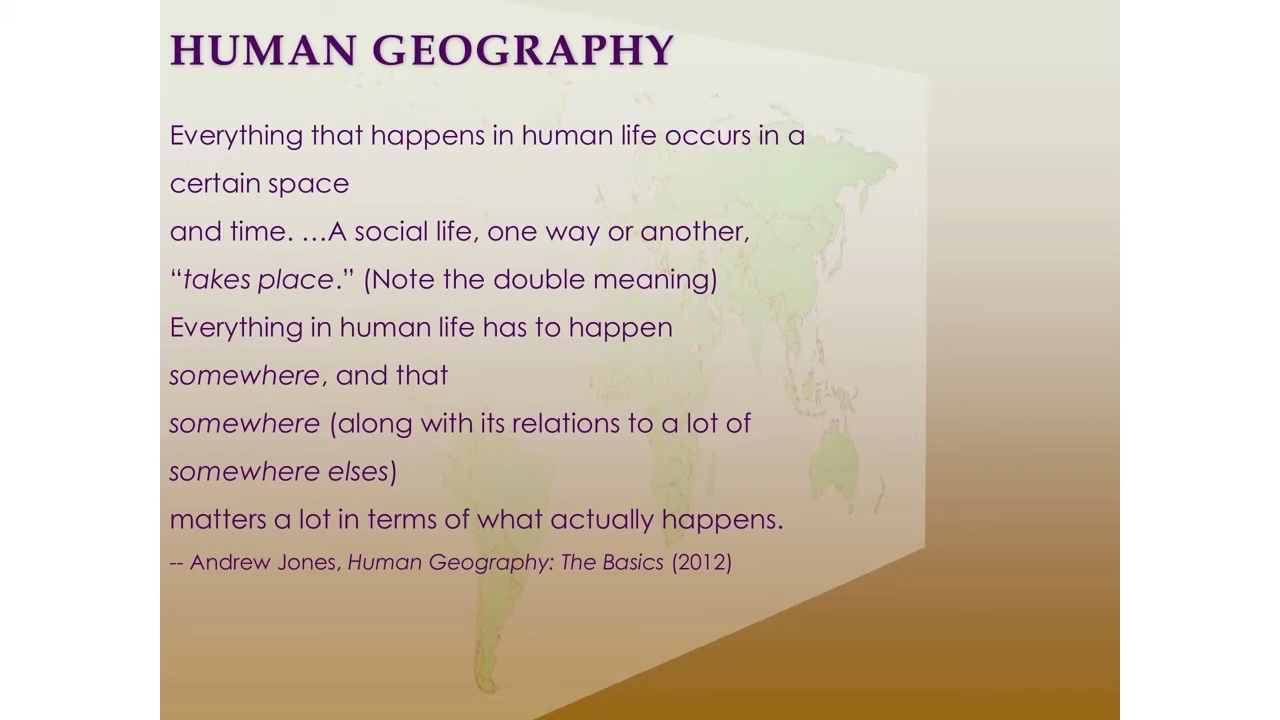 HUMAN GEOGRAPHY
Everything that happens in human life occurs in a
certain space
and time. …A social life, one way or another,
“takes place.” (Note the double meaning)
Everything in human life has to happen
somewhere, and that
somewhere (along with its relations to a lot of
somewhere elses)
matters a lot in terms of what actually happens.
-- Andrew Jones, Human Geography: The Basics (2012)